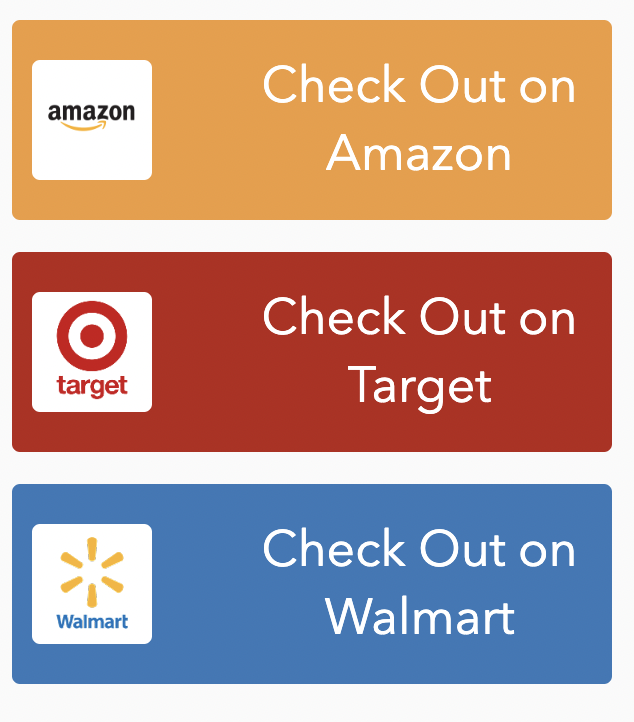 amazon
Check Out on
Amazon
target
Check Out on
Target
Walmart
Check Out on
Walmart